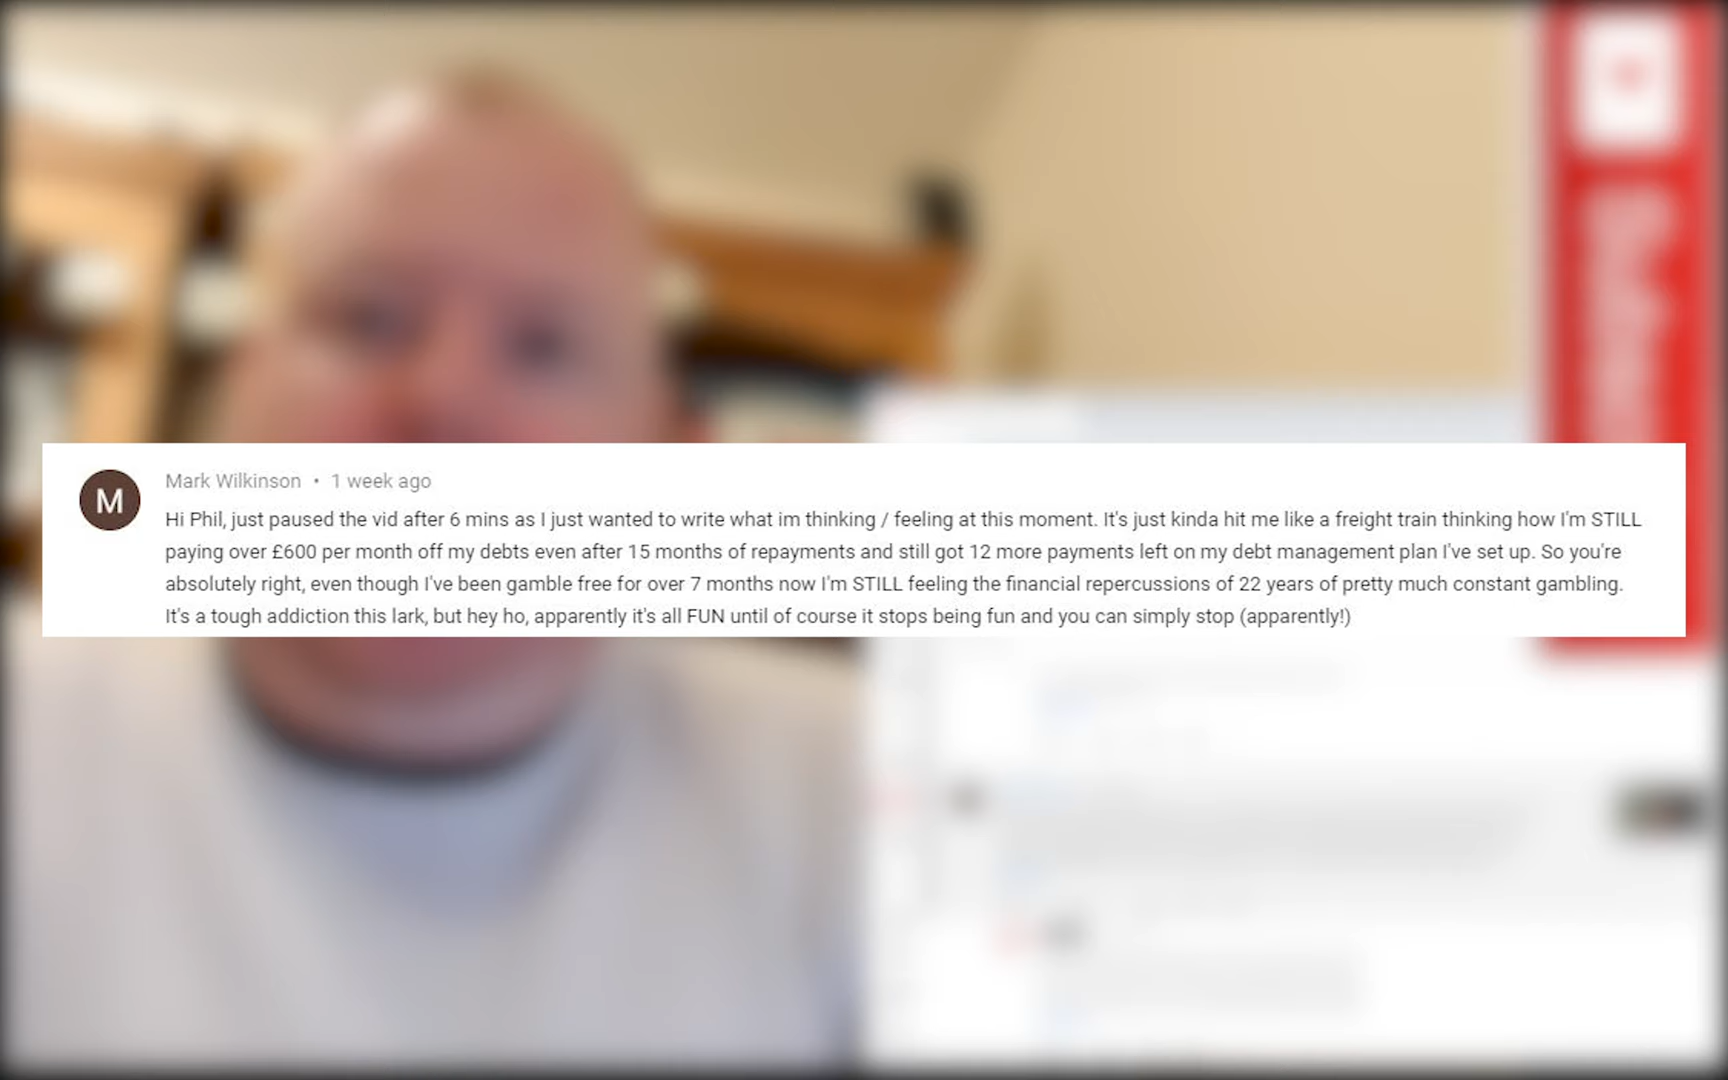 M
Mark Wilkinson • 1 week ago
Hi Phil, just paused the vid after 6 mins as I just wanted to write what im thinking / feeling at this moment. It's just kinda hit me like a freight train thinking how I'm STILL
paying over £600 per month off my debts even after 15 months of repayments and still got 12 more payments left on my debt management plan I've set up. So you're
absolutely right, even though I've been gamble free for over 7 months now I'm STILL feeling the financial repercussions of 22 years of pretty much constant gambling.
It's a tough addiction this lark, but hey ho, apparently it's all FUN until of course it stops being fun and you can simply stop (apparently!)